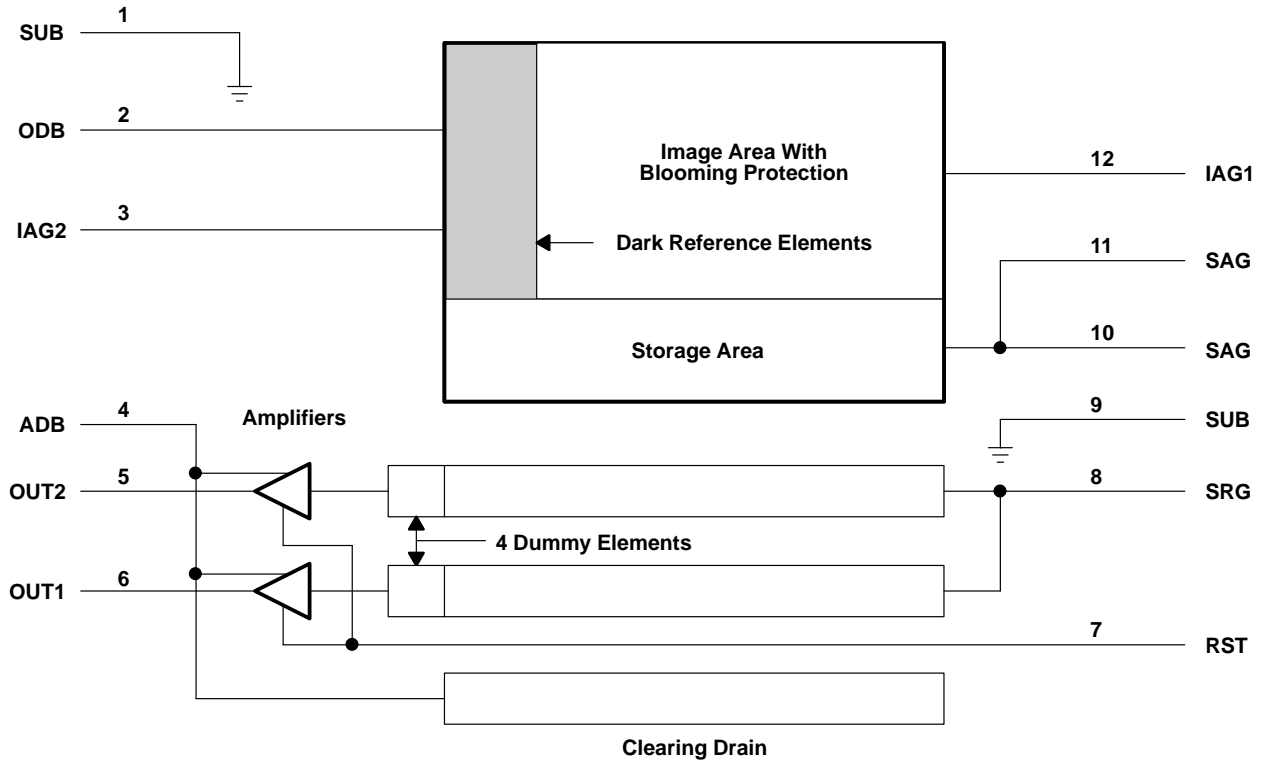 1
SUB
2
ODB
Image Area With
Blooming Protection
12
IAG1
3
IAG2
Dark Reference Elements
11
SAG
10
SAG
Storage Area
4
ADB
Amplifiers
9
SUB
5
OUT2
8
SRG
4 Dummy Elements
6
OUT1
7
RST
Clearing Drain